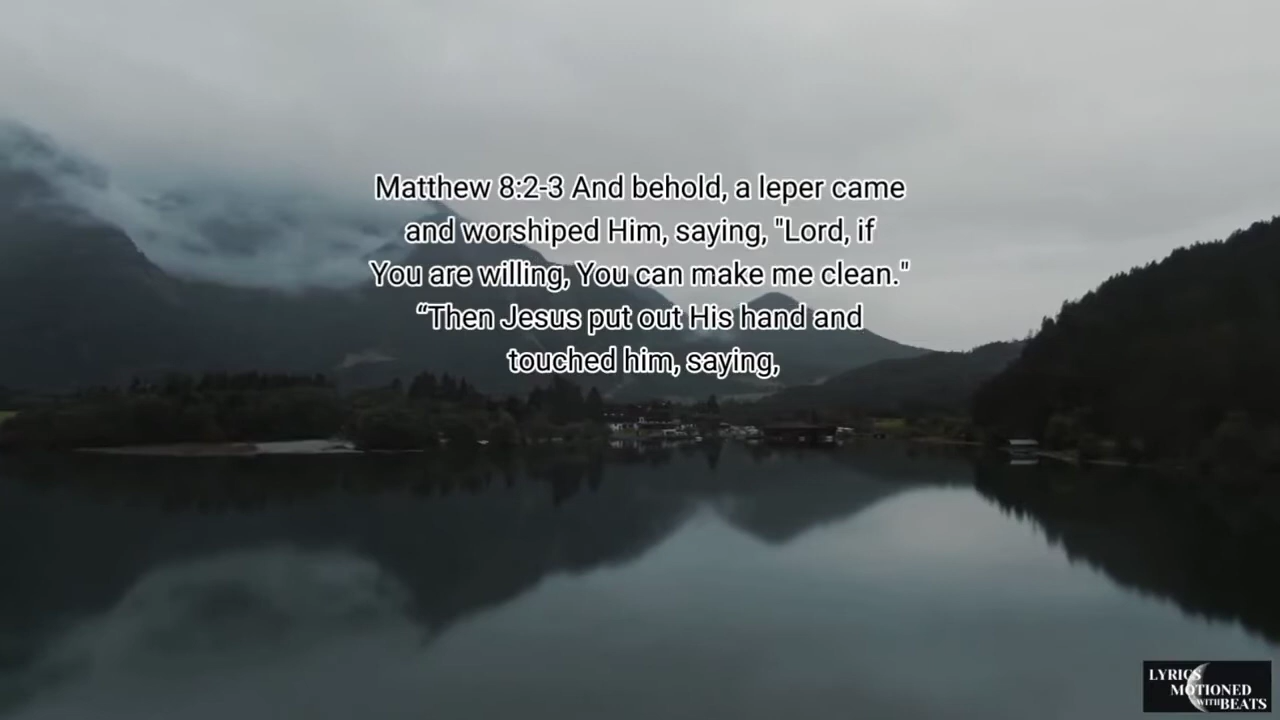 Matthew 8:2-3 And behold, a leper came
and worshiped Him, saying, "Lord, if
You are willing, You can make me clean."
“Then Jesus put out His hand and
touched him, saying,
LYRICS
MOTIONED
WITH BEATS